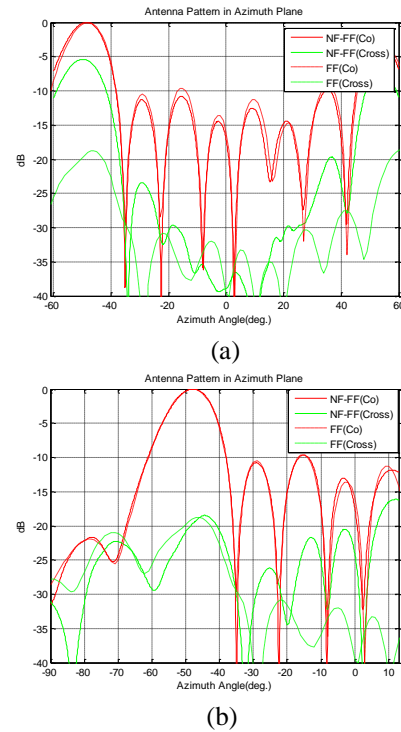 Antenna Pattern in Azimuth Plane
0
-5
-10
-15
-20
-25
-30
-35
-40
dB
NF-FF(Co)
NF-FF(Cross)
FF(Co)
FF(Cross)
-60 -40 -20 0 20 40 60
Azimuth Angle(deg.)
(a)
Antenna Pattern in Azimuth Plane
0
-5
-10
-15
-20
-25
-30
-35
-40
dB
NF-FF(Co)
NF-FF(Cross)
FF(Co)
FF(Cross)
-90 -80 -70 -60 -50 -40 -30 -20 -10 0 10
Azimuth Angle(deg.)
(b)